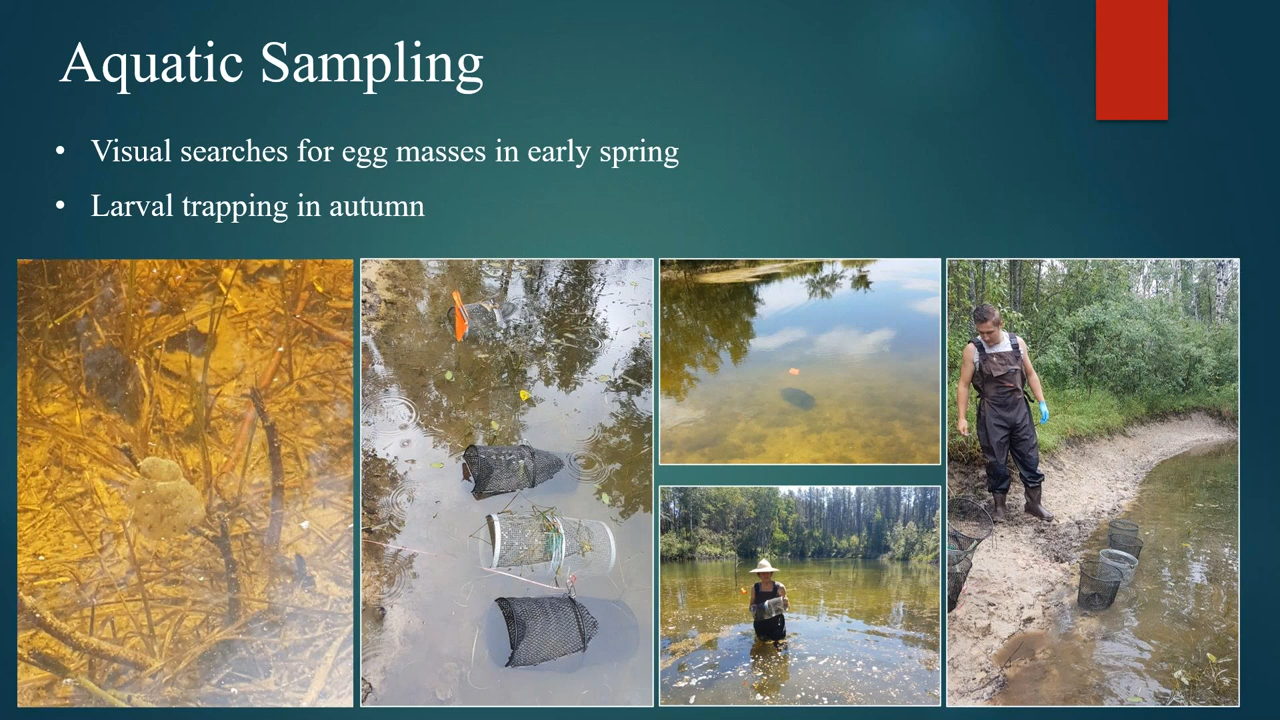 Aquatic Sampling
• Visual searches for egg masses in early spring
• Larval trapping in autumn